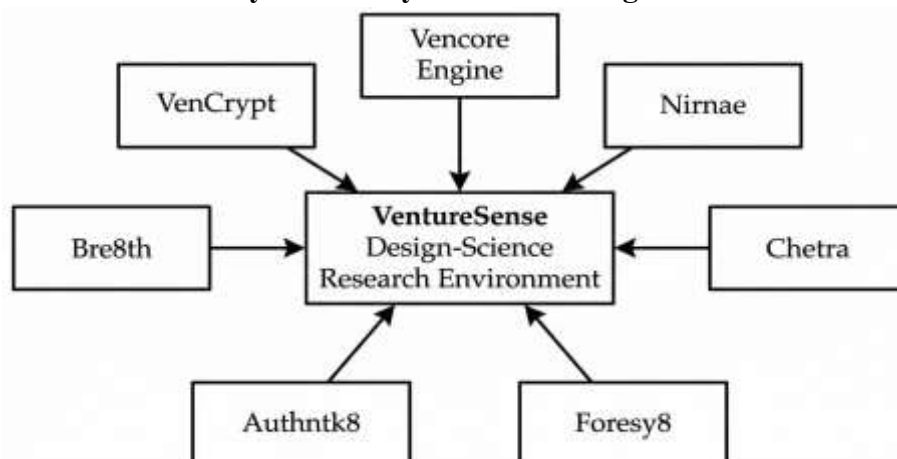 Vencore
Engine
VenCrypt
Nirnae
VentureSense
Design-Science
Research Environment
Bre8th
Chetra
Authntk8
Foresy8